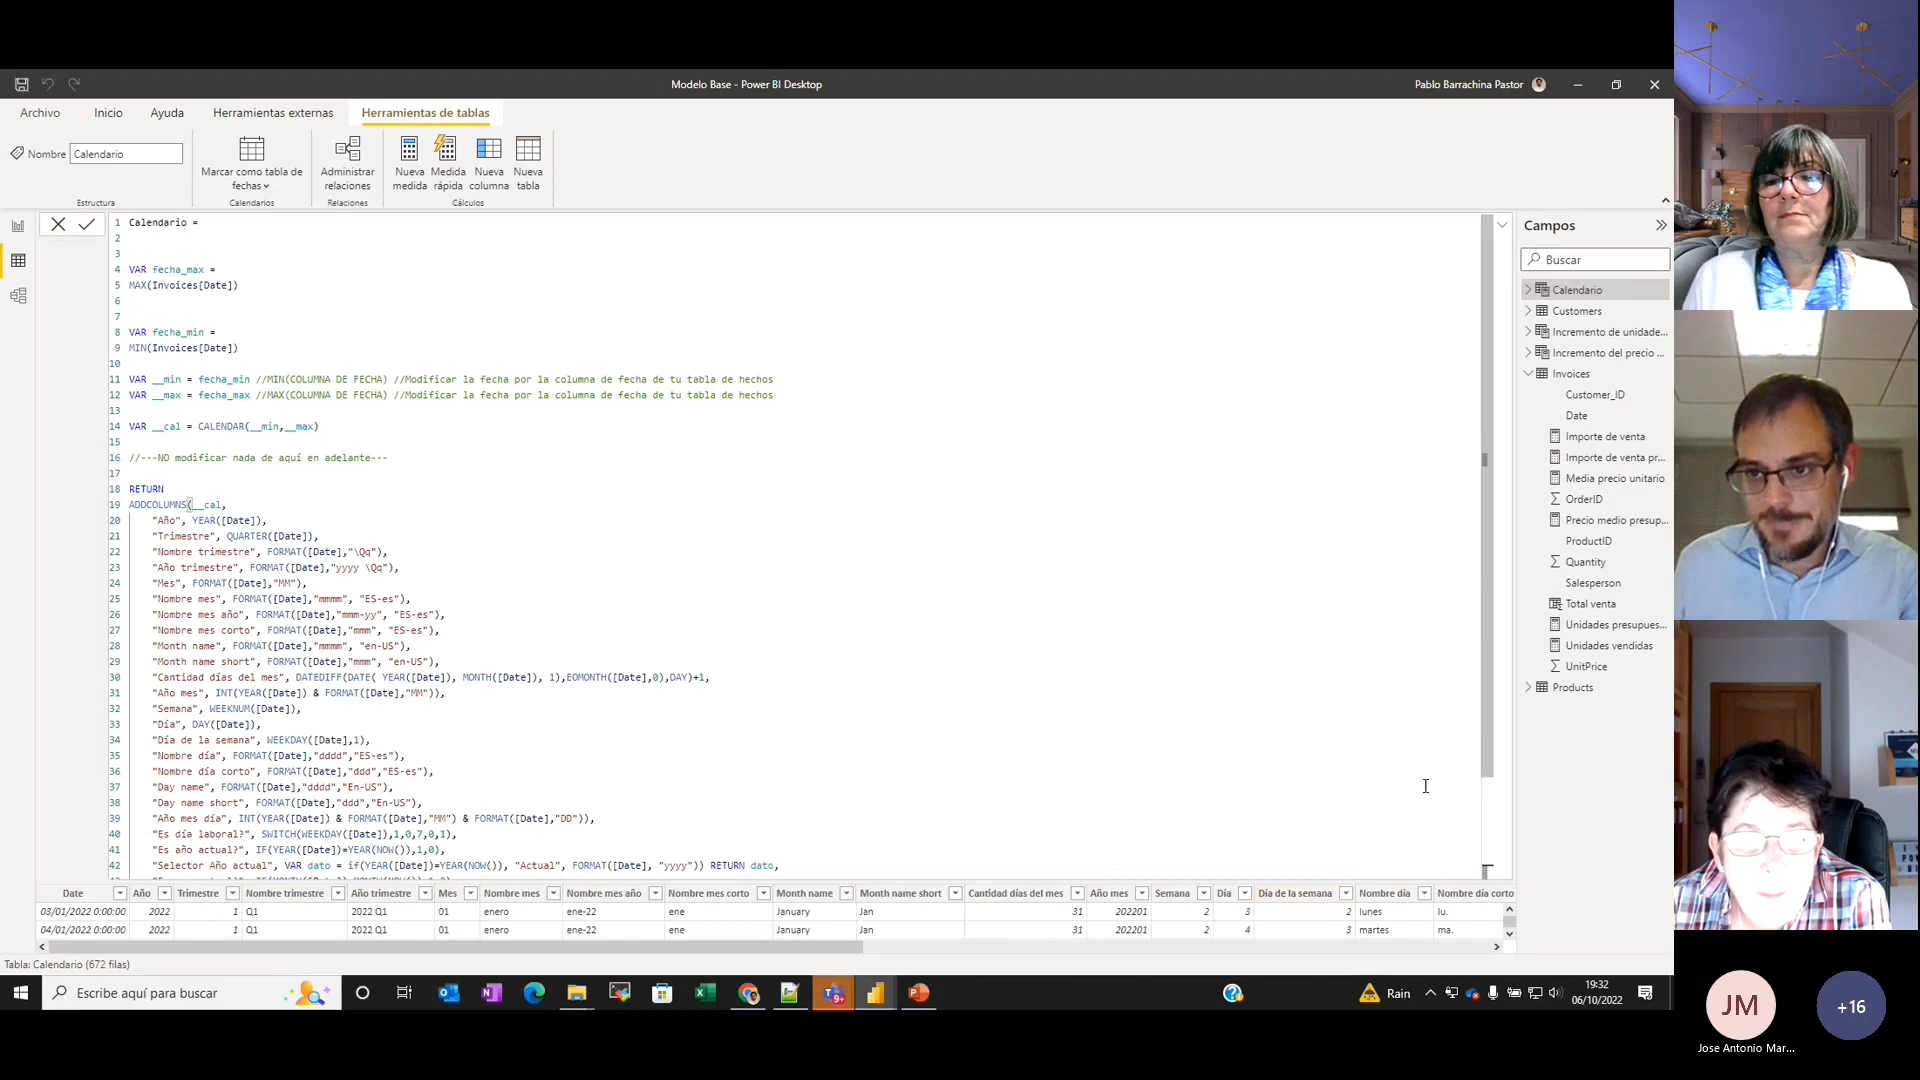 Modelo Base - Power BI Desktop
Pablo Barrachina Pastor
Archivo
Inicio
Ayuda
Herramientas externas
Herramientas de tablas
Nombre
Calendario
Marcar como tabla de
fechas
Administrar
relaciones
Nueva
medida
Medida
rápida
Nueva
columna
Nueva
tabla
Estructura
Calendarios
Relaciones
Cálculos
1 Calendario =
2
3
4 VAR fecha_max =
5 MAX(Invoices[Date])
6
7
8 VAR fecha_min =
9 MIN(Invoices[Date])
10
11 VAR __min = fecha_min //MIN(COLUMNA DE FECHA) //Modificar la fecha por la columna de fecha de tu tabla de hechos
12 VAR __max = fecha_max //MAX(COLUMNA DE FECHA) //Modificar la fecha por la columna de fecha de tu tabla de hechos
13
14 VAR __cal = CALENDAR(__min,__max)
15
16 //---NO modificar nada de aquí en adelante---
17
18 RETURN
19 ADDCOLUMNS(__cal,
20 "Año", YEAR([Date]),
21 "Trimestre", QUARTER([Date]),
22 "Nombre trimestre", FORMAT([Date],"\Qq"),
23 "Año trimestre", FORMAT([Date],"yyyy \Qq"),
24 "Mes", FORMAT([Date],"MM"),
25 "Nombre mes", FORMAT([Date],"mmmm", "ES-es"),
26 "Nombre mes año", FORMAT([Date],"mmm-yy", "ES-es"),
27 "Nombre mes corto", FORMAT([Date],"mmm", "ES-es"),
28 "Month name", FORMAT([Date],"mmmm", "en-US"),
29 "Month name short", FORMAT([Date],"mmm", "en-US"),
30 "Cantidad días del mes", DATEDIFF(DATE( YEAR([Date]), MONTH([Date]), 1),EOMONTH([Date],0),DAY)+1,
31 "Año mes", INT(YEAR([Date]) & FORMAT([Date],"MM")),
32 "Semana", WEEKNUM([Date]),
33 "Día", DAY([Date]),
34 "Día de la semana", WEEKDAY([Date],1),
35 "Nombre día", FORMAT([Date],"dddd","ES-es"),
36 "Nombre día corto", FORMAT([Date],"ddd","ES-es"),
37 "Day name", FORMAT([Date],"dddd","En-US"),
38 "Day name short", FORMAT([Date],"ddd","En-US"),
39 "Año mes día", INT(YEAR([Date]) & FORMAT([Date],"MM") & FORMAT([Date],"DD")),
40 "Es día laboral?", SWITCH(WEEKDAY([Date]),1,0,7,0,1),
41 "Es año actual?", IF(YEAR([Date])=YEAR(NOW()),1,0),
42 "Selector Año actual", VAR dato = if(YEAR([Date])=YEAR(NOW()), "Actual", FORMAT([Date], "yyyy")) RETURN dato,
Date Año Trimestre Nombre trimestre Año trimestre Mes Nombre mes Nombre mes año Nombre mes corto Month name Month name short Cantidad días del mes Año mes Semana Día Día de la semana Nombre día Nombre día corto
03/01/2022 0:00:00 2022 1 Q1 2022 Q1 01 enero ene-22 ene January Jan 31 202201 2 3 2 lunes lu.
04/01/2022 0:00:00 2022 1 Q1 2022 Q1 01 enero ene-22 ene January Jan 31 202201 2 4 3 martes ma.
Tabla: Calendario (672 filas)
Campos
Buscar
Calendario
Customers
Incremento de unidade...
Incremento del precio ...
Invoices
Customer_ID
Date
Importe de venta
Importe de venta pr...
Media precio unitario
OrderID
Precio medio presup...
ProductID
Quantity
Salesperson
Total venta
Unidades presupues...
Unidades vendidas
UnitPrice
Products
Escribe aquí para buscar
9+
Rain
19:32
06/10/2022
JM
+16
Jose Antonio Mar...